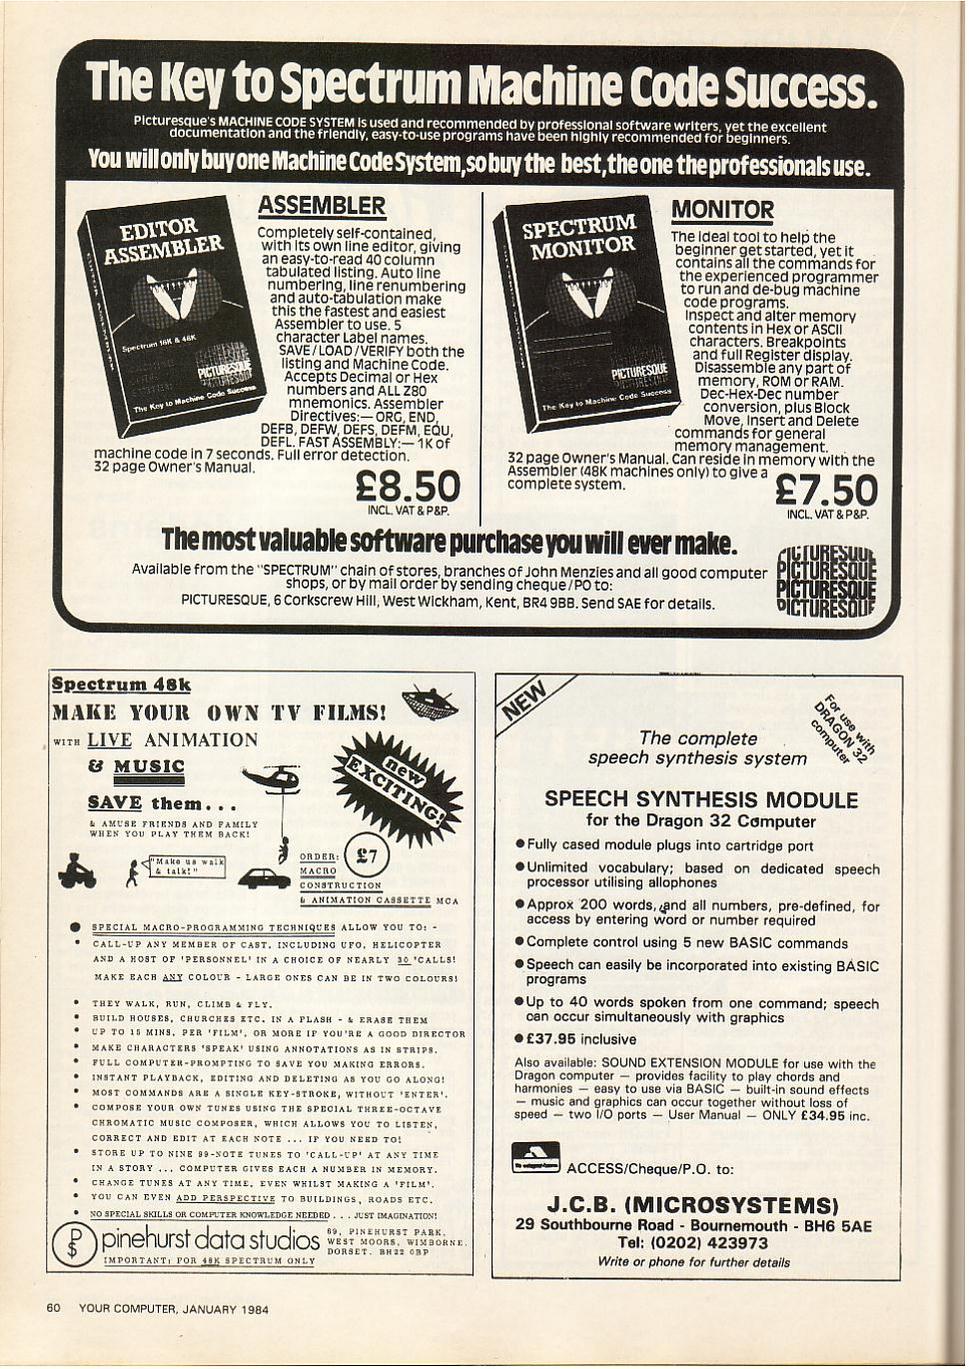 The Key to Spectrum Machine Code Success.
Picturesque's MACHINE CODE SYSTEM is used and recommended by professional software writers, yet the excellent
documentation and the friendly, easy-to-use programs have been highly recommended for beginners.
You will only buy one Machine Code System, so buy the best, the one the professionals use.
EDITOR
ASSEMBLER
Spectrum 16K & 48K
PICTURESQUE
The Key to Machine Code Success
ASSEMBLER
Completely self-contained,
with its own line editor, giving
an easy-to-read 40 column
tabulated listing. Auto line
numbering, line renumbering
and auto-tabulation make
this the fastest and easiest
Assembler to use. 5
character Label names.
SAVE/LOAD/VERIFY both the
listing and Machine Code.
Accepts Decimal or Hex
numbers and ALL Z80
mnemonics. Assembler
Directives:— ORG, END,
DEFB, DEFW, DEFS, DEFM, EQU,
DEFL. FAST ASSEMBLY:— 1K of
machine code in 7 seconds. Full error detection.
32 page Owner's Manual.
£8.50
INCL. VAT & P&P.
SPECTRUM
MONITOR
PICTURESQUE
The Key to Machine Code Success
MONITOR
The ideal tool to help the
beginner get started, yet it
contains all the commands for
the experienced programmer
to run and de-bug machine
code programs.
Inspect and alter memory
contents in Hex or ASCII
characters. Breakpoints
and full Register display.
Disassemble any part of
memory, ROM or RAM.
Dec-Hex-Dec number
conversion, plus Block
Move, Insert and Delete
commands for general
memory management.
32 page Owner's Manual. Can reside in memory with the
Assembler (48K machines only) to give a
complete system.
£7.50
INCL. VAT & P&P.
The most valuable software purchase you will ever make.
Available from the "SPECTRUM" chain of stores, branches of John Menzies and all good computer
shops, or by mail order by sending cheque/PO to:
PICTURESQUE, 6 Corkscrew Hill, West Wickham, Kent, BR4 9BB. Send SAE for details.
PICTURESQUE
PICTURESQUE
PICTURESQUE
PICTURESQUE
Spectrum 48k
MAKE YOUR OWN TV FILMS!
WITH LIVE ANIMATION
& MUSIC
SAVE them...
& AMUSE FRIENDS AND FAMILY
WHEN YOU PLAY THEM BACK!
new
EXCITING!
"Make us walk
& talk!"
ORDER:
MACRO
CONSTRUCTION
& ANIMATION CASSETTE MCA
£7
SPECIAL MACRO-PROGRAMMING TECHNIQUES ALLOW YOU TO: -
CALL-UP ANY MEMBER OF CAST, INCLUDING UFO, HELICOPTER
AND A HOST OF 'PERSONNEL' IN A CHOICE OF NEARLY 30 'CALLS!
MAKE EACH ANY COLOUR - LARGE ONES CAN BE IN TWO COLOURS!
THEY WALK, RUN, CLIMB & FLY.
BUILD HOUSES, CHURCHES ETC. IN A FLASH - & ERASE THEM
UP TO 15 MINS. PER 'FILM', OR MORE IF YOU'RE A GOOD DIRECTOR
MAKE CHARACTERS 'SPEAK' USING ANNOTATIONS AS IN STRIPS.
FULL COMPUTER-PROMPTING TO SAVE YOU MAKING ERRORS.
INSTANT PLAYBACK, EDITING AND DELETING AS YOU GO ALONG!
MOST COMMANDS ARE A SINGLE KEY-STROKE, WITHOUT 'ENTER'.
COMPOSE YOUR OWN TUNES USING THE SPECIAL THREE-OCTAVE
CHROMATIC MUSIC COMPOSER, WHICH ALLOWS YOU TO LISTEN,
CORRECT AND EDIT AT EACH NOTE ... IF YOU NEED TO!
STORE UP TO NINE 99-NOTE TUNES TO 'CALL-UP' AT ANY TIME
IN A STORY ... COMPUTER GIVES EACH A NUMBER IN MEMORY.
CHANGE TUNES AT ANY TIME, EVEN WHILST MAKING A 'FILM'.
YOU CAN EVEN ADD PERSPECTIVE TO BUILDINGS, ROADS ETC.
NO SPECIAL SKILLS OR COMPUTER KNOWLEDGE NEEDED ... JUST IMAGINATION!
pinehurst data studios
69, PINEHURST PARK,
WEST MOORS, WIMBORNE,
DORSET. BH22 0BP
IMPORTANT: FOR 48K SPECTRUM ONLY
NEW
For use with
DRAGON 32
computer
The complete
speech synthesis system
SPEECH SYNTHESIS MODULE
for the Dragon 32 Computer
Fully cased module plugs into cartridge port
Unlimited vocabulary; based on dedicated speech
processor utilising allophones
Approx 200 words, and all numbers, pre-defined, for
access by entering word or number required
Complete control using 5 new BASIC commands
Speech can easily be incorporated into existing BASIC
programs
Up to 40 words spoken from one command; speech
can occur simultaneously with graphics
£37.95 inclusive
Also available: SOUND EXTENSION MODULE for use with the
Dragon computer — provides facility to play chords and
harmonies — easy to use via BASIC — built-in sound effects
— music and graphics can occur together without loss of
speed — two I/O ports — User Manual — ONLY £34.95 inc.
ACCESS/Cheque/P.O. to:
J.C.B. (MICROSYSTEMS)
29 Southbourne Road - Bournemouth - BH6 5AE
Tel: (0202) 423973
Write or phone for further details
60 YOUR COMPUTER, JANUARY 1984